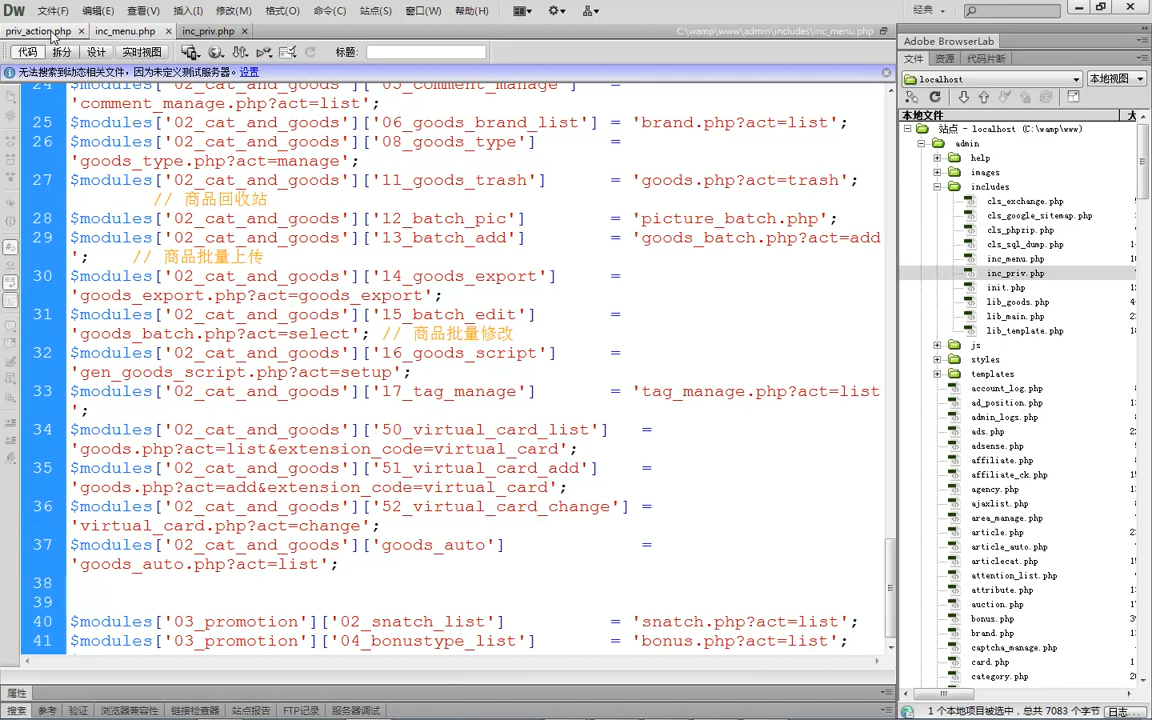 Dw 文件(F) 编辑(E) 查看(V) 插入(I) 修改(M) 格式(O) 命令(C) 站点(S) 窗口(W) 帮助(H) 经典
priv_action.php inc_menu.php inc_priv.php C:\wamp\www\admin\includes\inc_menu.php
代码 拆分 设计 实时视图 标题:
无法搜索到动态相关文件，因为未定义测试服务器。 设置
24 $modules['02_cat_and_goods']['05_comment_manage'] =
'comment_manage.php?act=list';
25 $modules['02_cat_and_goods']['06_goods_brand_list'] = 'brand.php?act=list';
26 $modules['02_cat_and_goods']['08_goods_type'] =
'goods_type.php?act=manage';
27 $modules['02_cat_and_goods']['11_goods_trash'] = 'goods.php?act=trash';
// 商品回收站
28 $modules['02_cat_and_goods']['12_batch_pic'] = 'picture_batch.php';
29 $modules['02_cat_and_goods']['13_batch_add'] = 'goods_batch.php?act=add
'; // 商品批量上传
30 $modules['02_cat_and_goods']['14_goods_export'] =
'goods_export.php?act=goods_export';
31 $modules['02_cat_and_goods']['15_batch_edit'] =
'goods_batch.php?act=select'; // 商品批量修改
32 $modules['02_cat_and_goods']['16_goods_script'] =
'gen_goods_script.php?act=setup';
33 $modules['02_cat_and_goods']['17_tag_manage'] = 'tag_manage.php?act=list
';
34 $modules['02_cat_and_goods']['50_virtual_card_list'] =
'goods.php?act=list&extension_code=virtual_card';
35 $modules['02_cat_and_goods']['51_virtual_card_add'] =
'goods.php?act=add&extension_code=virtual_card';
36 $modules['02_cat_and_goods']['52_virtual_card_change'] =
'virtual_card.php?act=change';
37 $modules['02_cat_and_goods']['goods_auto'] =
'goods_auto.php?act=list';
38
39
40 $modules['03_promotion']['02_snatch_list'] = 'snatch.php?act=list';
41 $modules['03_promotion']['04_bonustype_list'] = 'bonus.php?act=list';
属性
搜索 参考 验证 浏览器兼容性 链接检查器 站点报告 FTP记录 服务器调试
Adobe BrowserLab
文件 资源 代码片断
localhost 本地视图
本地文件 大
站点 - localhost (C:\wamp\www)
admin
help
images
includes
cls_exchange.php
cls_google_sitemap.php
cls_phpzip.php
cls_sql_dump.php
inc_menu.php
inc_priv.php
init.php
lib_goods.php
lib_main.php
lib_template.php
js
styles
templates
account_log.php
ad_position.php
admin_logs.php
ads.php
adsense.php
affiliate.php
affiliate_ck.php
agency.php
ajaxlist.php
area_manage.php
article.php
article_auto.php
articlecat.php
attention_list.php
attribute.php
auction.php
bonus.php
brand.php
captcha_manage.php
card.php
category.php
1 个本地项目被选中，总共 7083 个字节 日志...